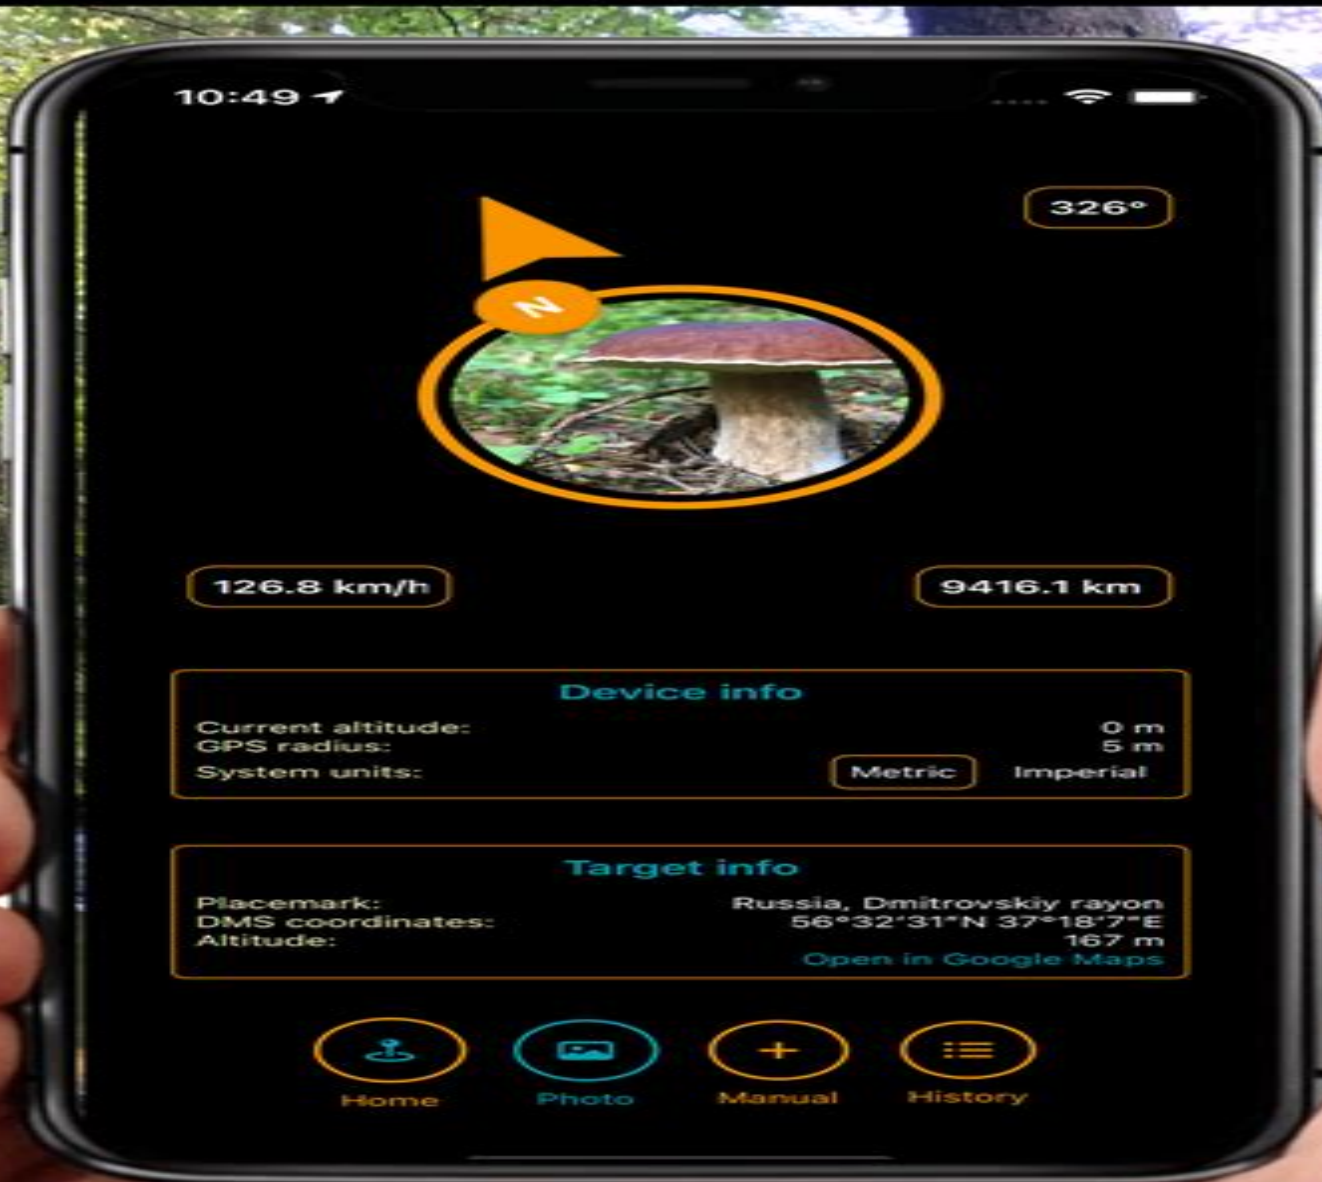 10:49
326°
N
126.8 km/h
9416.1 km
Device info
Current altitude: 0 m
GPS radius: 5 m
System units: Metric Imperial
Target info
Placemark: Russia, Dmitrovskiy rayon
DMS coordinates: 56°32'31"N 37°18'7"E
Altitude: 167 m
Open in Google Maps
Home Photo Manual History